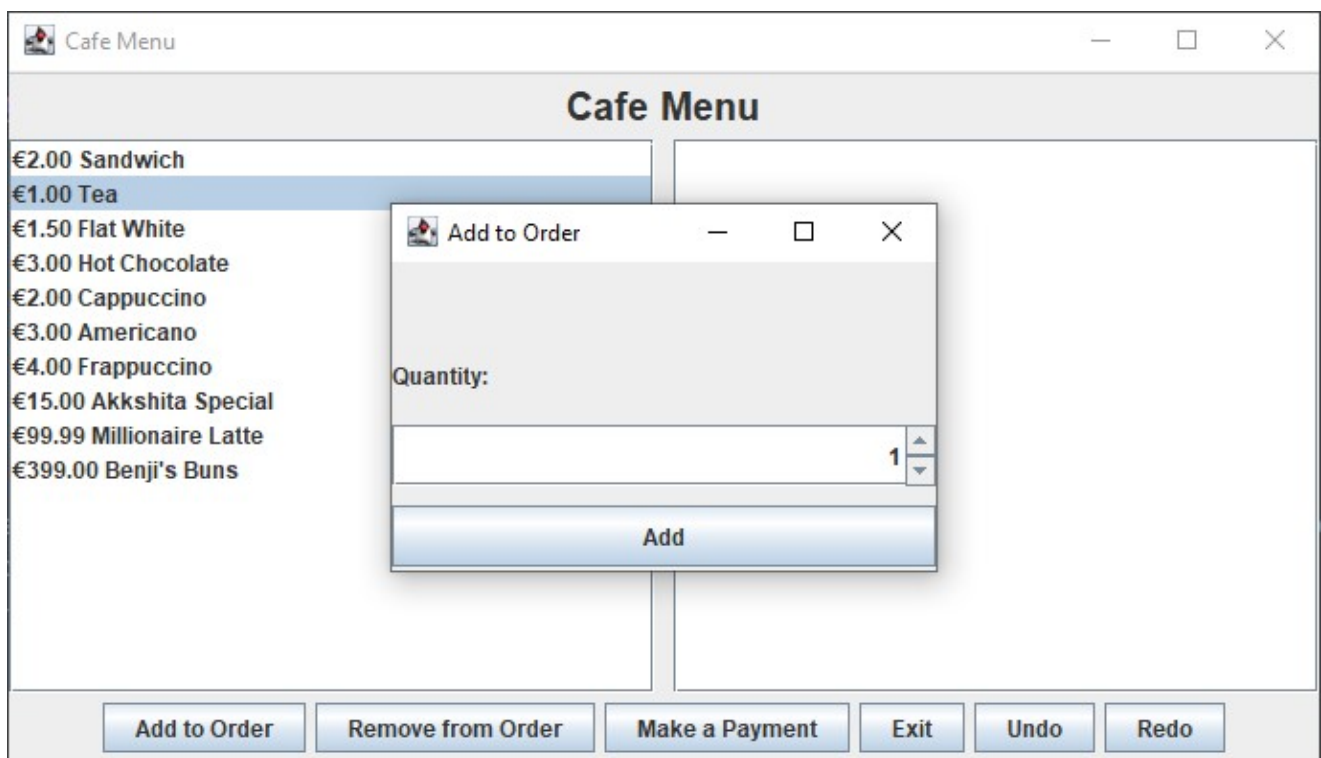 Cafe Menu
Cafe Menu
€2.00 Sandwich
€1.00 Tea
€1.50 Flat White
€3.00 Hot Chocolate
€2.00 Cappuccino
€3.00 Americano
€4.00 Frappuccino
€15.00 Akkshita Special
€99.99 Millionaire Latte
€399.00 Benji's Buns
Add to Order
Quantity:
1
Add
Add to Order Remove from Order Make a Payment Exit Undo Redo